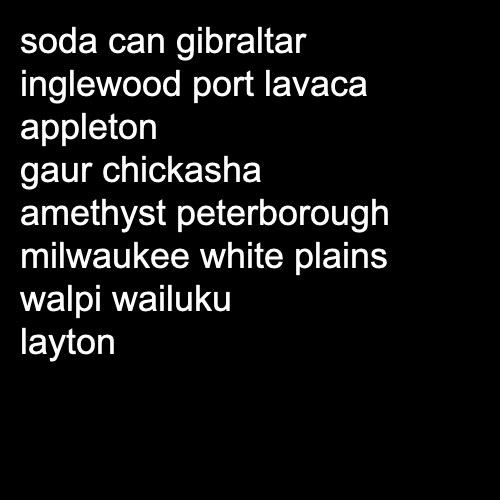 soda can gibraltar
inglewood port lavaca
appleton
gaur chickasha
amethyst peterborough
milwaukee white plains
walpi wailuku
layton